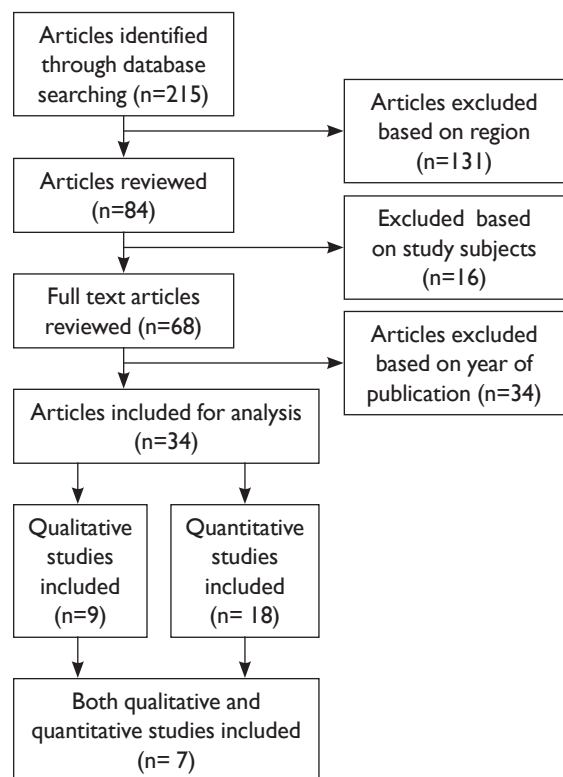 Articles identified
through database
searching (n=215)
Articles excluded
based on region
(n=131)
Articles reviewed
(n=84)
Excluded based
on study subjects
(n=16)
Full text articles
reviewed (n=68)
Articles excluded
based on year of
publication (n=34)
Articles included for analysis
(n=34)
Qualitative
studies
included
(n=9)
Quantitative
studies
included
(n= 18)
Both qualitative and
quantitative studies included
(n= 7)